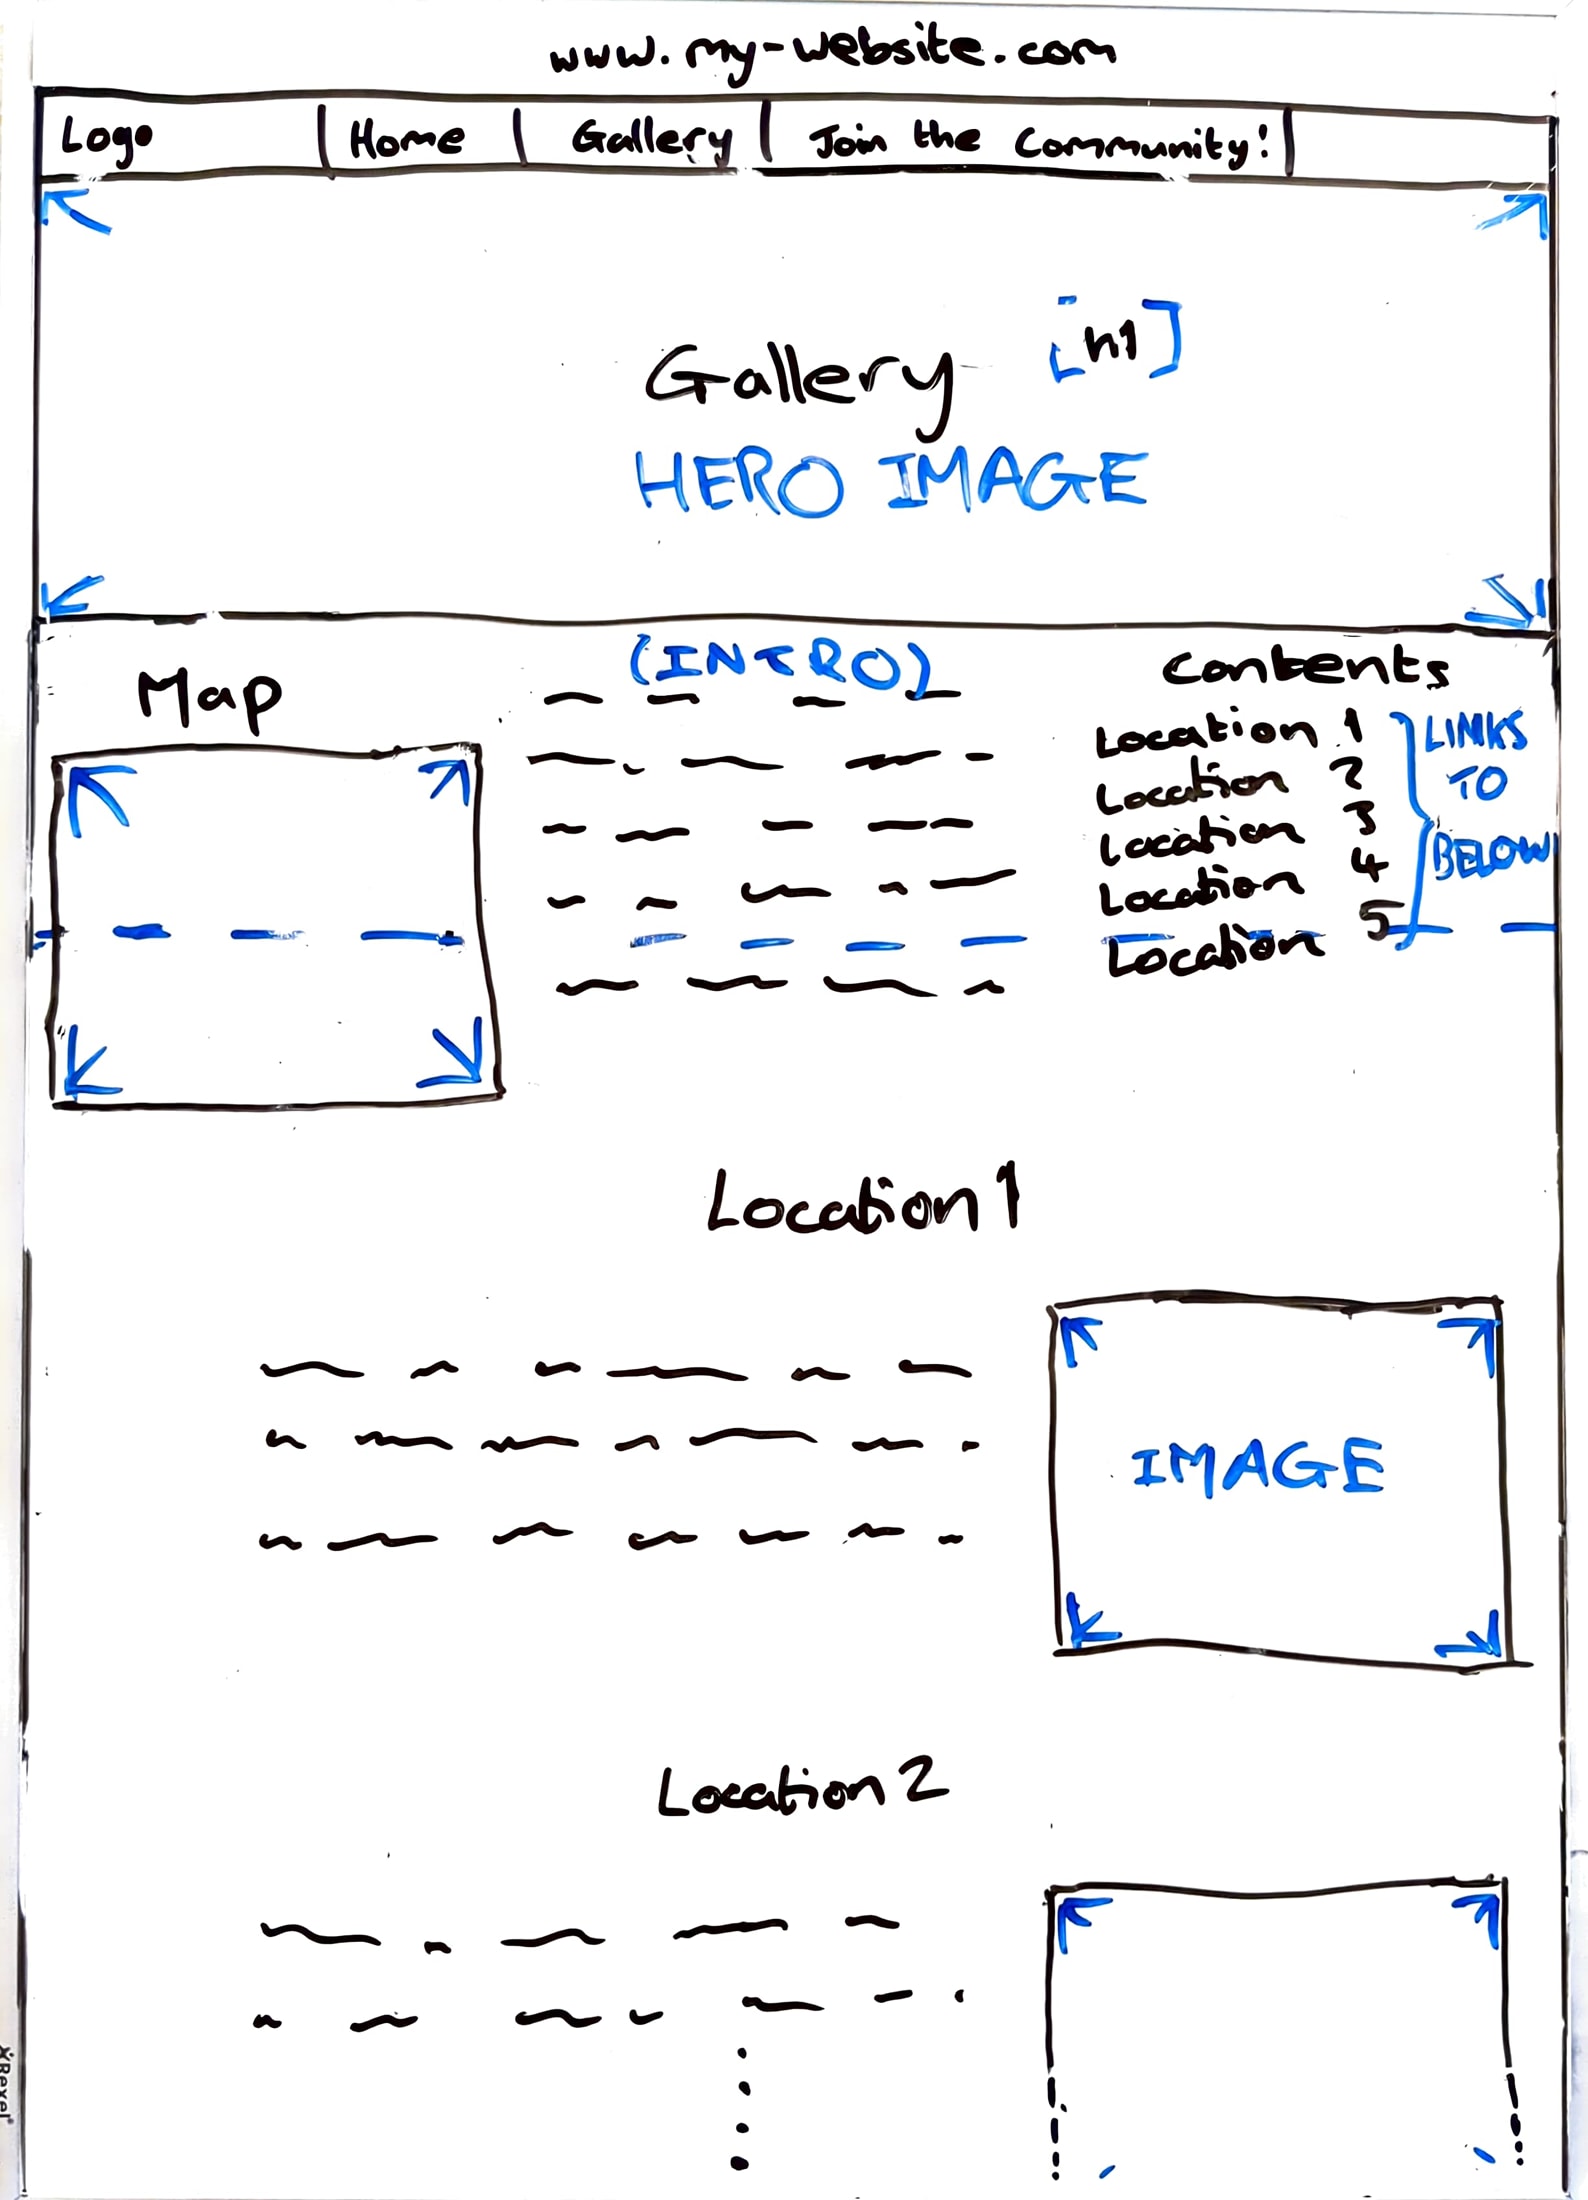 www.my-website.com
Logo Home Gallery Join the Community!
Gallery [h1]
HERO IMAGE
Map
(INTRO)
Contents
Location 1
Location 2
Location 3
Location 4
Location 5
LINKS
TO
BELOW
Location 1
IMAGE
Location 2
Rexel